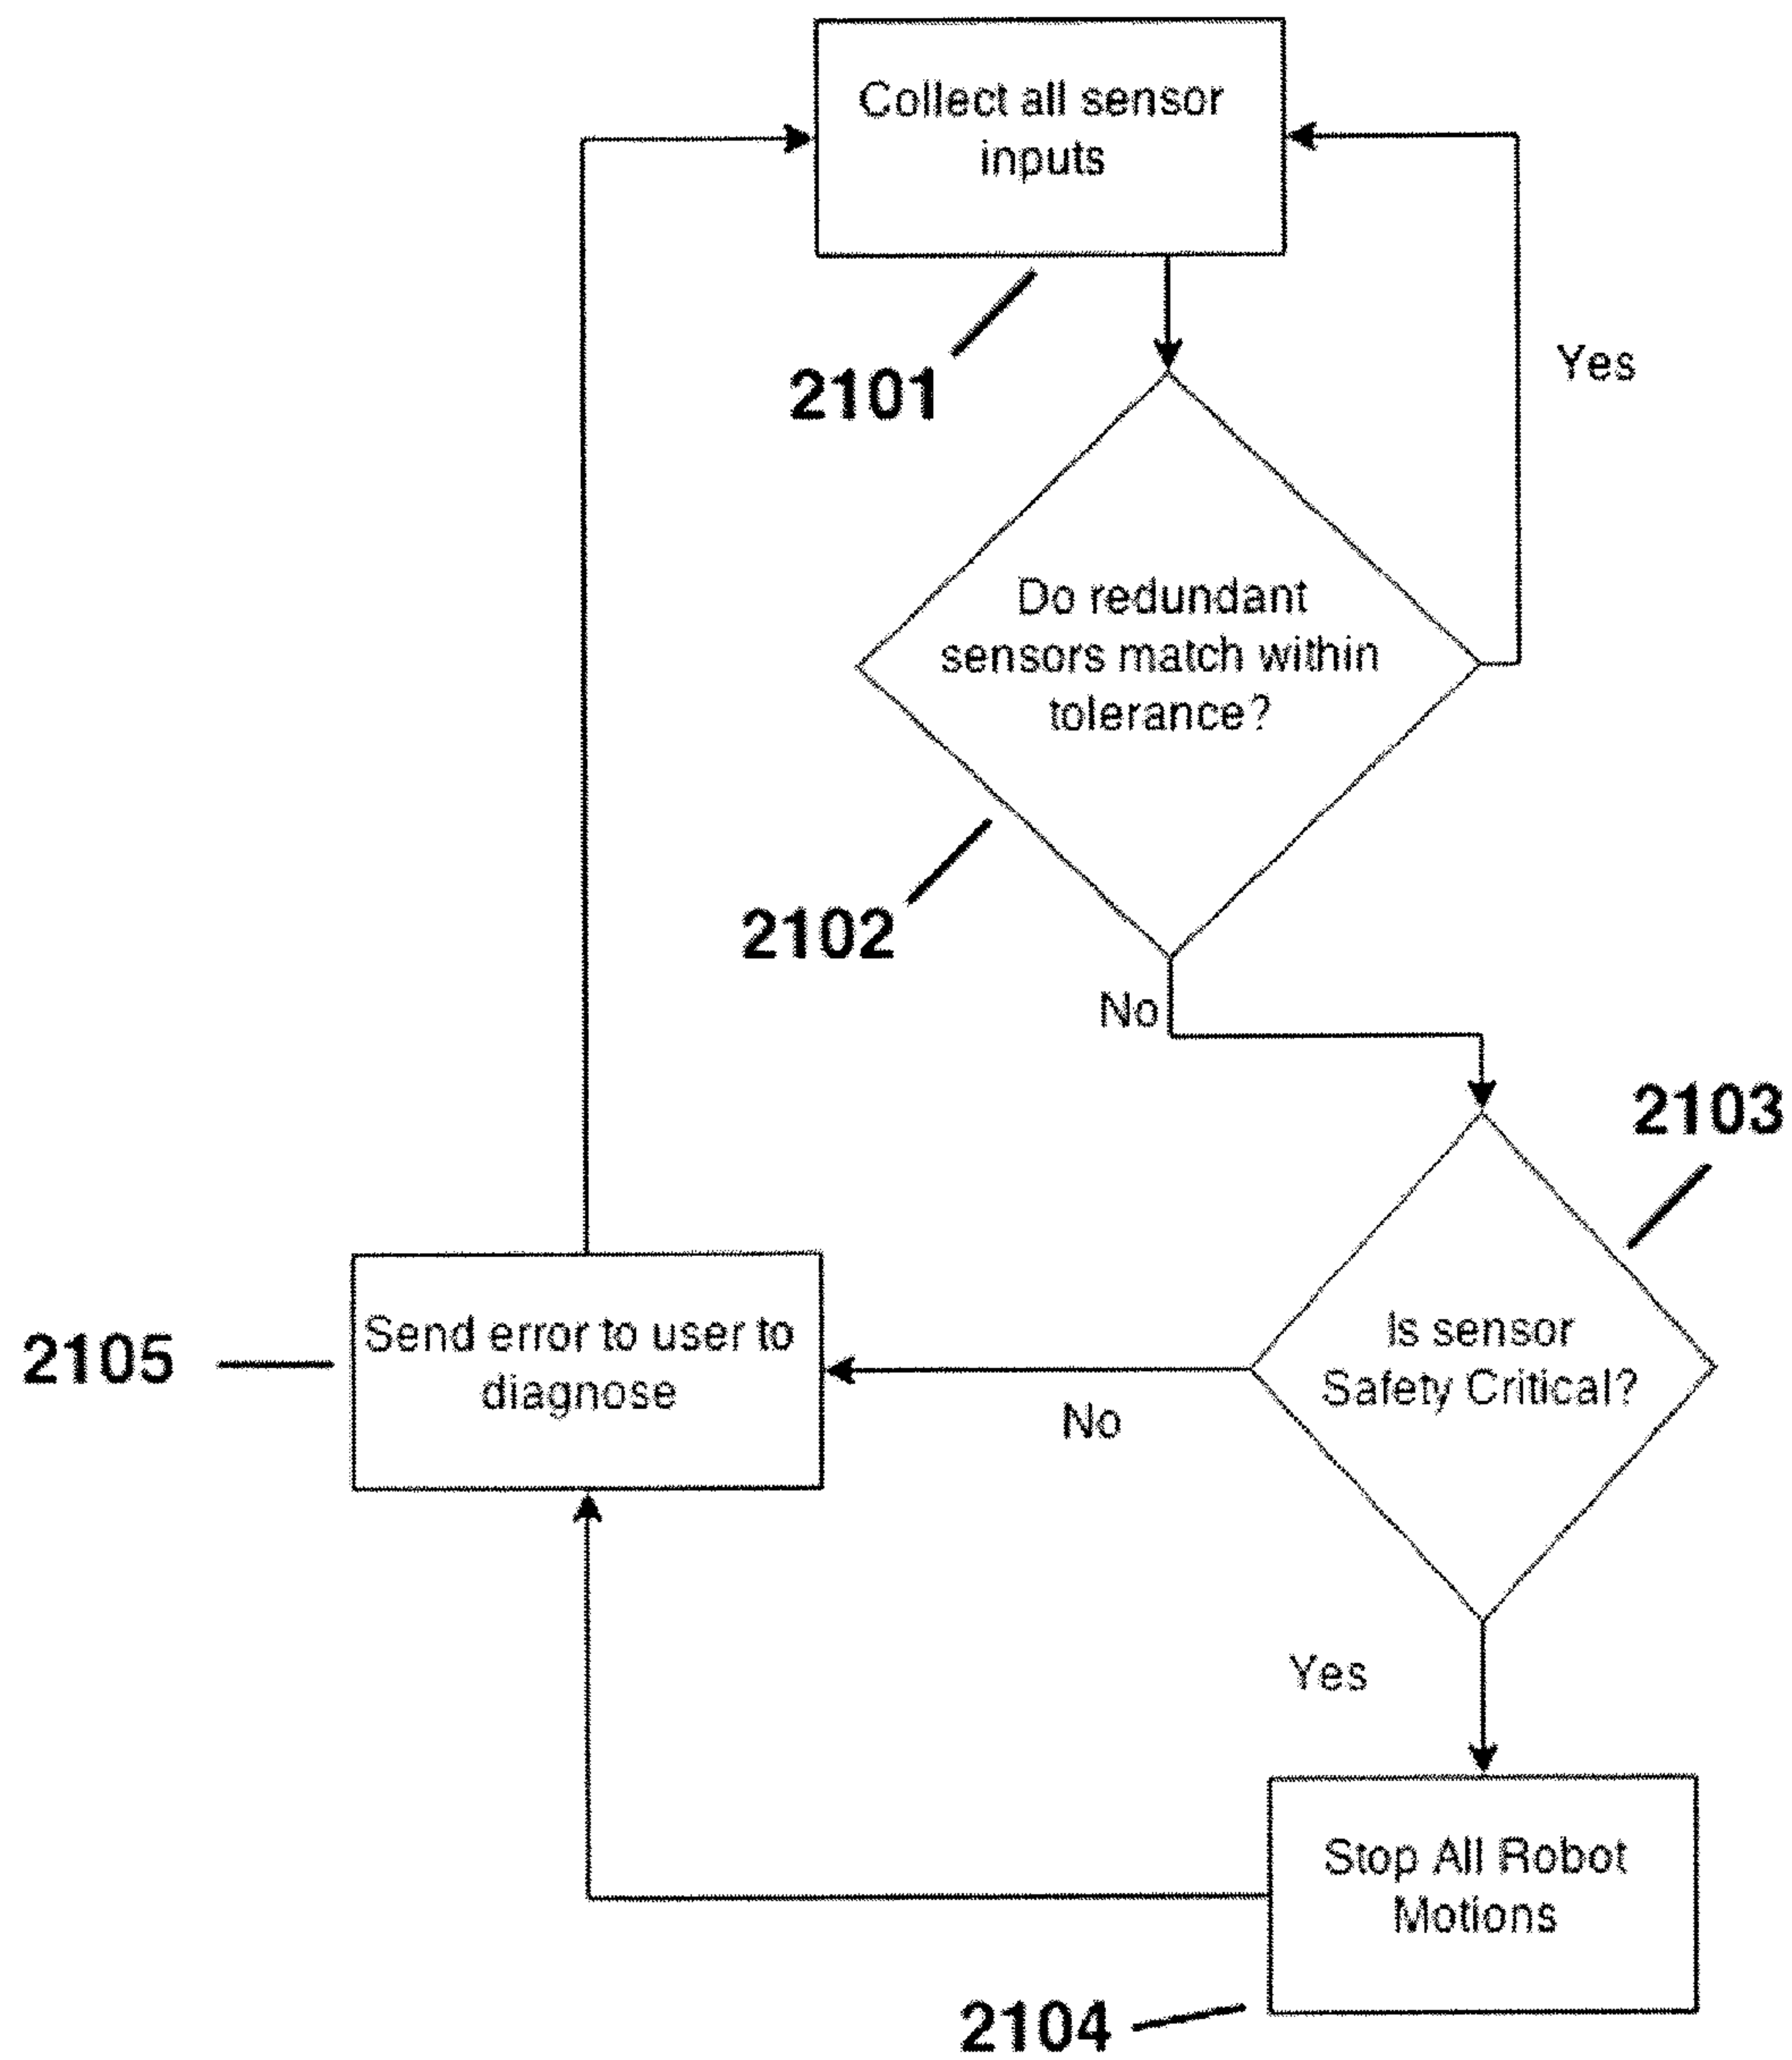 Collect all sensor
inputs
2101
Yes
Do redundant
sensors match within
tolerance?
2102
No
2103
Is sensor
Safety Critical?
2105
Send error to user to
diagnose
No
Yes
Stop All Robot
Motions
2104